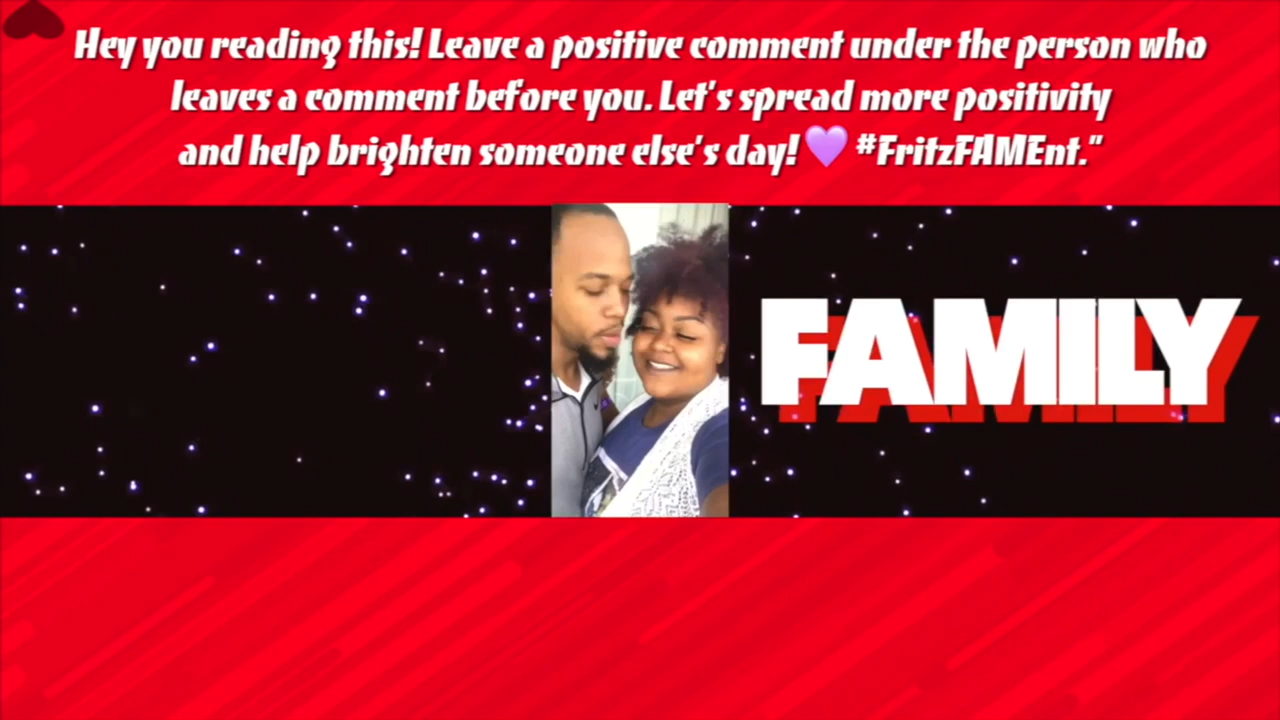 Hey you reading this! Leave a positive comment under the person who
leaves a comment before you. Let's spread more positivity
and help brighten someone else's day! 💜 #FritzFAMEnt."
FAMILY